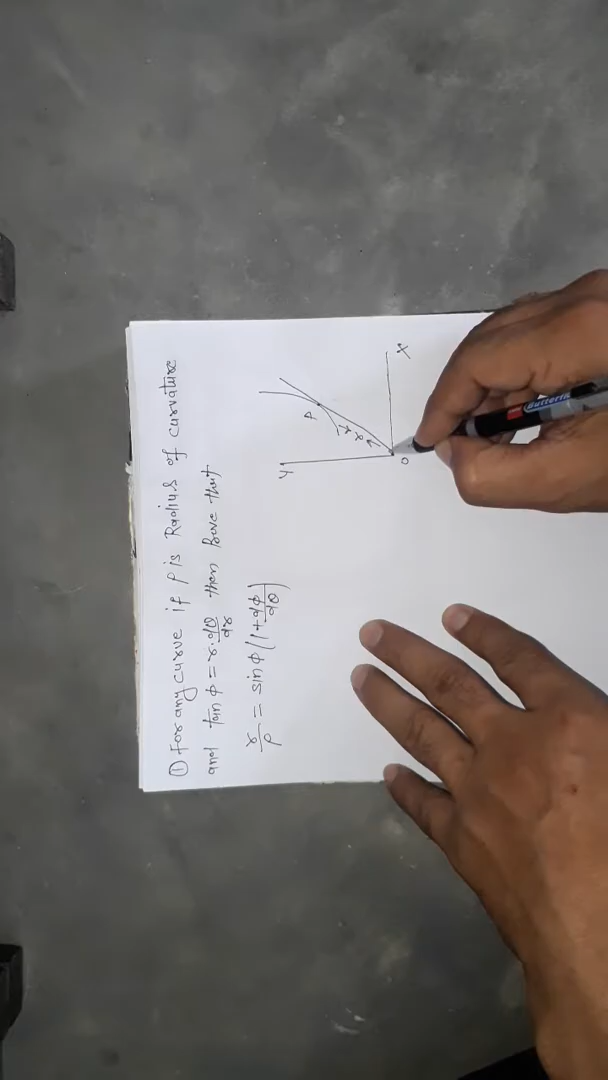 ① For any curve if ρ is Radius of curvature
and tan ϕ = r. dθ/dr then Prove that
r/ρ = sin ϕ (1 + dϕ/dθ)
Y
P
r
O
X
Butterfl